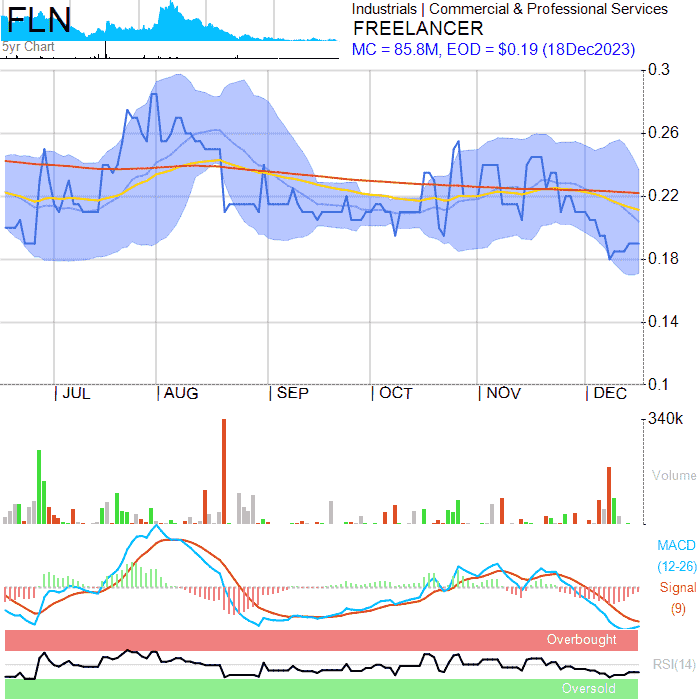 FLN
5yr Chart
Industrials | Commercial & Professional Services
FREELANCER
MC = 85.8M, EOD = $0.19 (18Dec2023)
0.3
0.26
0.22
0.18
0.14
0.1
JUL AUG SEP OCT NOV DEC
340k
Volume
MACD
(12-26)
Signal
(9)
Overbought
RSI(14)
Oversold